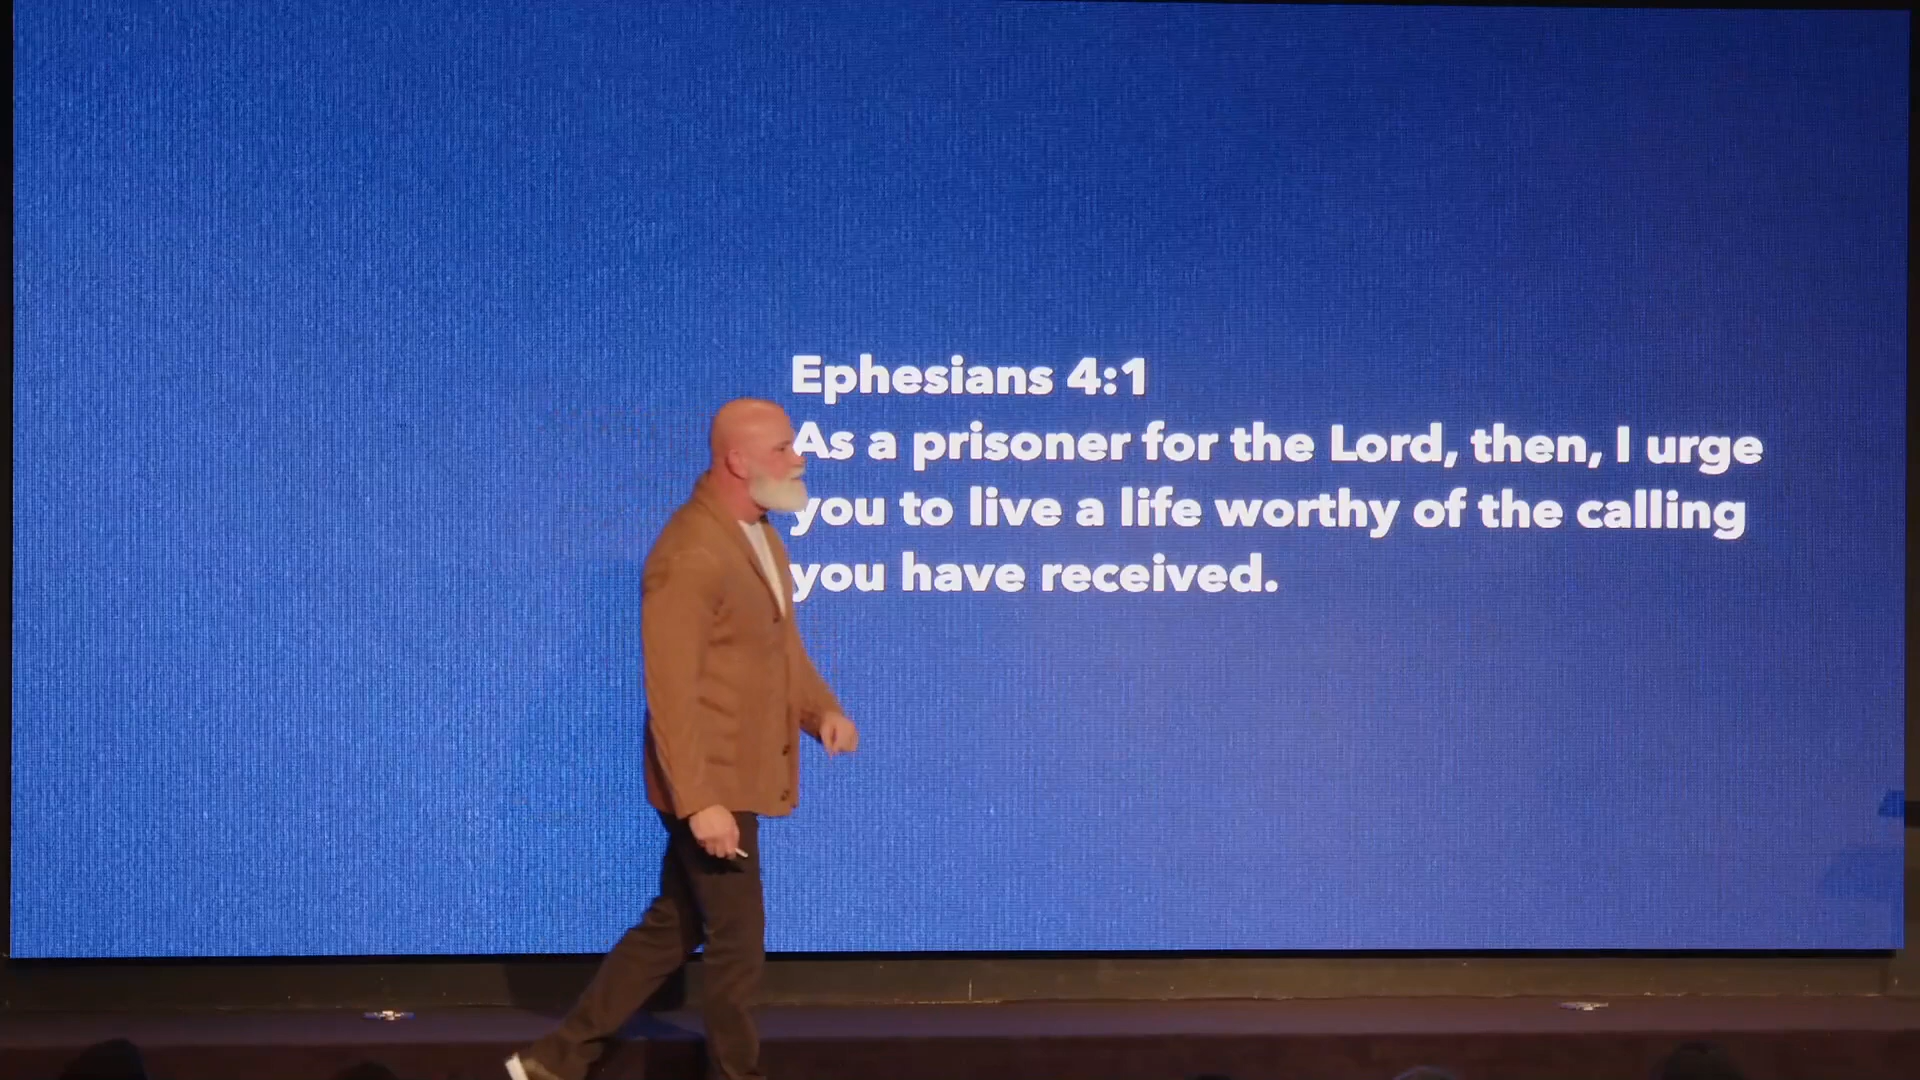 Ephesians 4:1
As a prisoner for the Lord, then, I urge
you to live a life worthy of the calling
you have received.